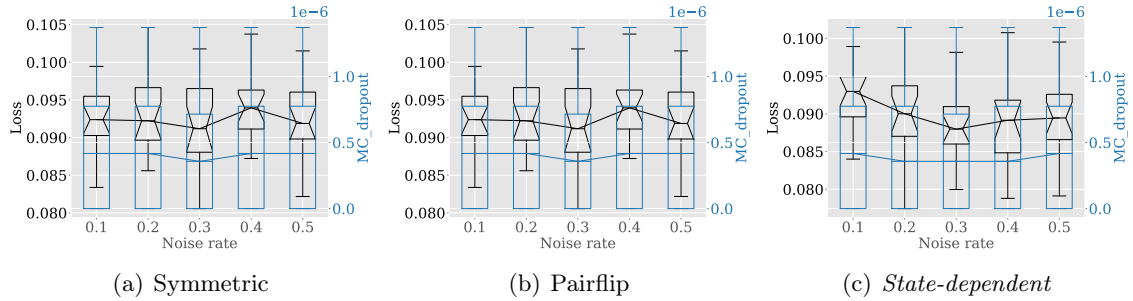 1e−6
1e−6
1e−6
0.105
0.100
0.095
0.090
0.085
0.080
Loss
1.0
0.5
0.0
MC_dropout
0.1 0.2 0.3 0.4 0.5
Noise rate
(a) Symmetric
0.105
0.100
0.095
0.090
0.085
0.080
Loss
1.0
0.5
0.0
MC_dropout
0.1 0.2 0.3 0.4 0.5
Noise rate
(b) Pairflip
0.100
0.095
0.090
0.085
0.080
Loss
1.0
0.5
0.0
MC_dropout
0.1 0.2 0.3 0.4 0.5
Noise rate
(c) State-dependent